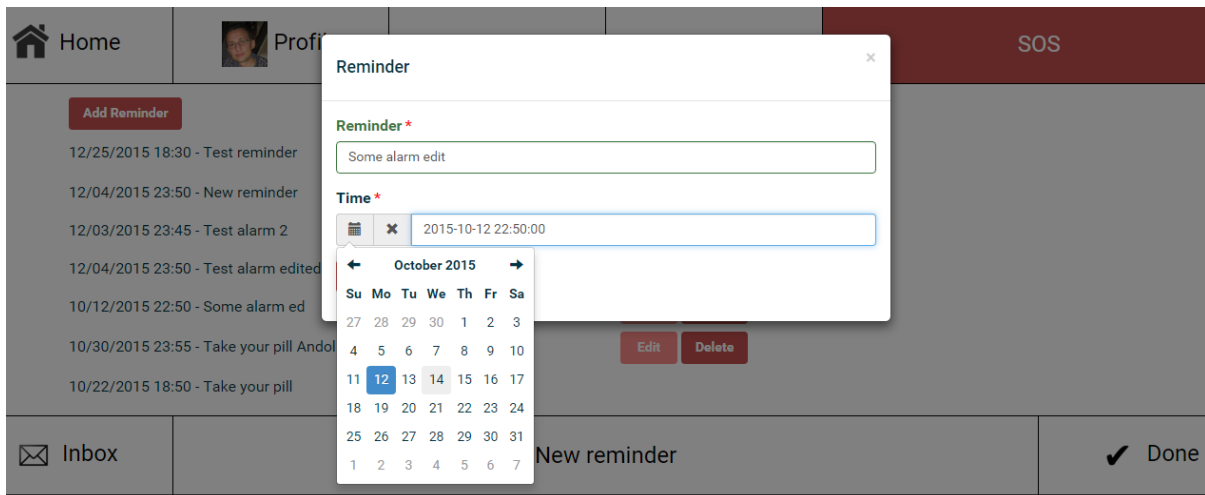 Home
Profil
SOS
Reminder
×
Add Reminder
Reminder *
12/25/2015 18:30 - Test reminder
Some alarm edit
12/04/2015 23:50 - New reminder
Time *
12/03/2015 23:45 - Test alarm 2
2015-10-12 22:50:00
12/04/2015 23:50 - Test alarm edited
October 2015
Su Mo Tu We Th Fr Sa
10/12/2015 22:50 - Some alarm ed
27 28 29 30 1 2 3
10/30/2015 23:55 - Take your pill Andol
4 5 6 7 8 9 10
Edit Delete
11 12 13 14 15 16 17
10/22/2015 18:50 - Take your pill
18 19 20 21 22 23 24
25 26 27 28 29 30 31
1 2 3 4 5 6 7
Inbox
New reminder
Done